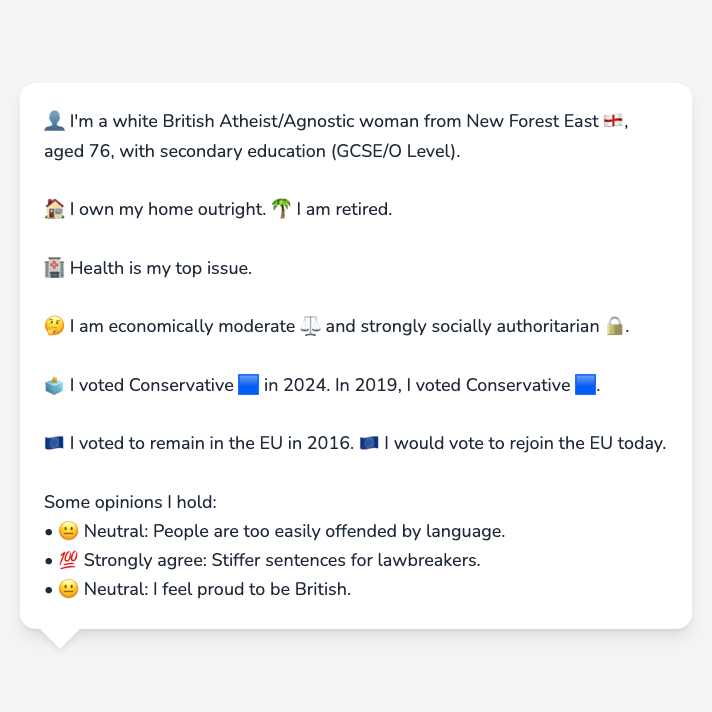 👤 I'm a white British Atheist/Agnostic woman from New Forest East 🏴󠁧󠁢󠁥󠁮󠁧󠁿,
aged 76, with secondary education (GCSE/O Level).
🏠 I own my home outright. 🌴 I am retired.
🏥 Health is my top issue.
🤔 I am economically moderate ⚖️ and strongly socially authoritarian 🔒.
🗳️ I voted Conservative 🟦 in 2024. In 2019, I voted Conservative 🟦.
🇪🇺 I voted to remain in the EU in 2016. 🇪🇺 I would vote to rejoin the EU today.
Some opinions I hold:
• 😐 Neutral: People are too easily offended by language.
• 💯 Strongly agree: Stiffer sentences for lawbreakers.
• 😐 Neutral: I feel proud to be British.